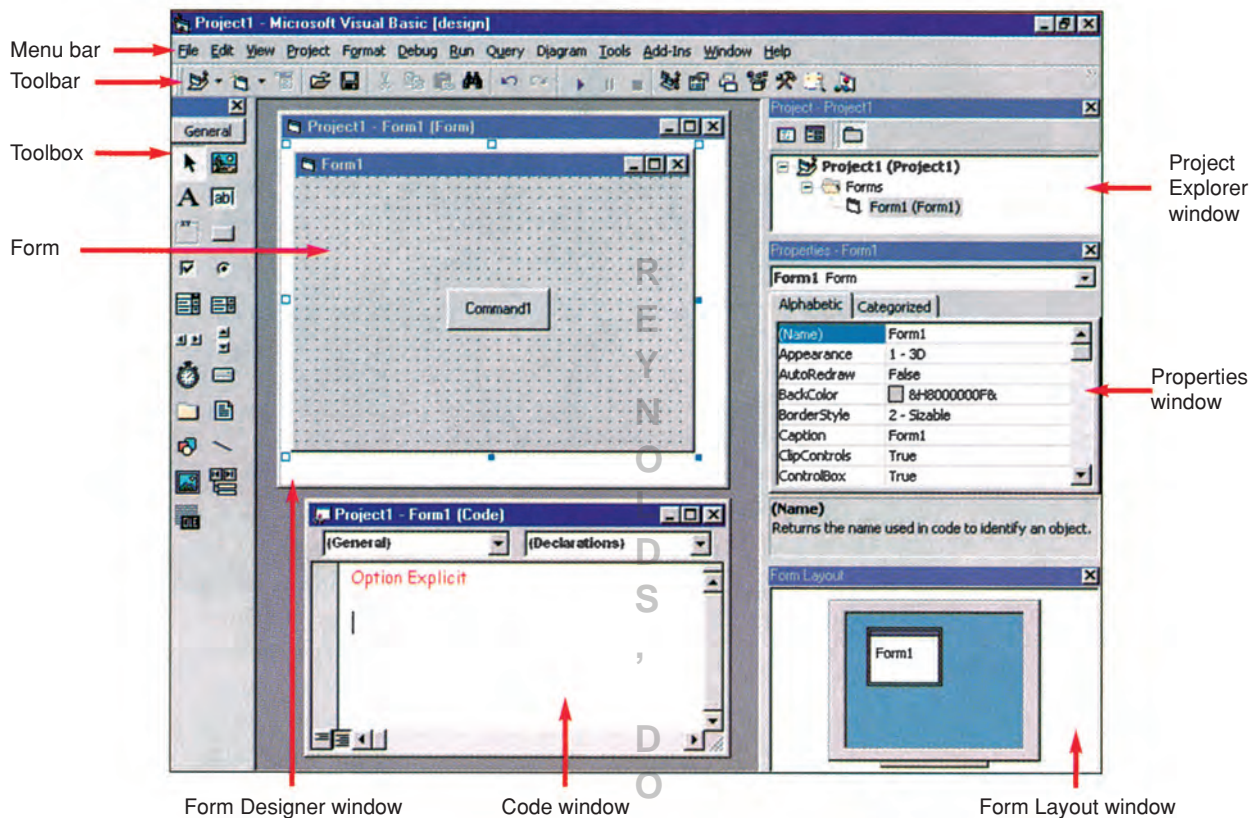 Project1 - Microsoft Visual Basic [design]
Menu bar
File Edit View Project Format Debug Run Query Diagram Tools Add-Ins Window Help
Toolbar
General
Toolbox
A
ab|
XY
OLE
Form
Project1 - Form1 (Form)
Form1
Command1
Project - Project1
Project1 (Project1)
Forms
Form1 (Form1)
Project
Explorer
window
Properties - Form1
Form1 Form
Alphabetic Categorized
(Name) Form1
Appearance 1 - 3D
AutoRedraw False
BackColor &H8000000F&
BorderStyle 2 - Sizable
Caption Form1
ClipControls True
ControlBox True
Properties
window
(Name)
Returns the name used in code to identify an object.
Project1 - Form1 (Code)
(General) (Declarations)
Option Explicit
Form Layout
Form1
Form Designer window
Code window
Form Layout window
R
E
Y
N
O
L
D
S
,
D
O